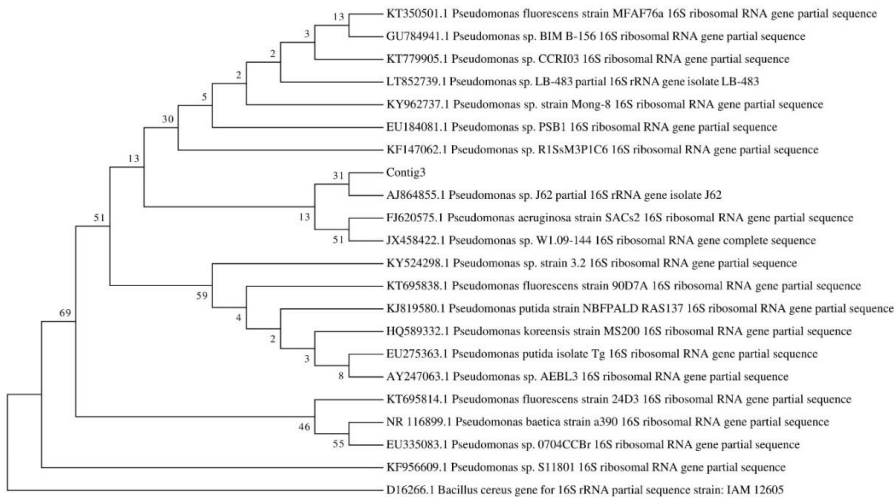 KT350501.1 Pseudomonas fluorescens strain MFAF76a 16S ribosomal RNA gene partial sequence
GU784941.1 Pseudomonas sp. BIM B-156 16S ribosomal RNA gene partial sequence
KT779905.1 Pseudomonas sp. CCRI03 16S ribosomal RNA gene partial sequence
LT852739.1 Pseudomonas sp. LB-483 partial 16S rRNA gene isolate LB-483
KY962737.1 Pseudomonas sp. strain Mong-8 16S ribosomal RNA gene partial sequence
EU184081.1 Pseudomonas sp. PSB1 16S ribosomal RNA gene partial sequence
KF147062.1 Pseudomonas sp. R1SsM3P1C6 16S ribosomal RNA gene partial sequence
Contig3
AJ864855.1 Pseudomonas sp. J62 partial 16S rRNA gene isolate J62
FJ620575.1 Pseudomonas aeruginosa strain SACs2 16S ribosomal RNA gene partial sequence
JX458422.1 Pseudomonas sp. W1.09-144 16S ribosomal RNA gene complete sequence
KY524298.1 Pseudomonas sp. strain 3.2 16S ribosomal RNA gene partial sequence
KT695838.1 Pseudomonas fluorescens strain 90D7A 16S ribosomal RNA gene partial sequence
KJ819580.1 Pseudomonas putida strain NBFPALD RAS137 16S ribosomal RNA gene partial sequence
HQ589332.1 Pseudomonas koreensis strain MS200 16S ribosomal RNA gene partial sequence
EU275363.1 Pseudomonas putida isolate Tg 16S ribosomal RNA gene partial sequence
AY247063.1 Pseudomonas sp. AEBL3 16S ribosomal RNA gene partial sequence
KT695814.1 Pseudomonas fluorescens strain 24D3 16S ribosomal RNA gene partial sequence
NR 116899.1 Pseudomonas baetica strain a390 16S ribosomal RNA gene partial sequence
EU335083.1 Pseudomonas sp. 0704CCBr 16S ribosomal RNA gene partial sequence
KF956609.1 Pseudomonas sp. S11801 16S ribosomal RNA gene partial sequence
D16266.1 Bacillus cereus gene for 16S rRNA partial sequence strain: IAM 12605
13
3
2
2
5
30
13
31
13
51
51
59
4
2
3
8
69
46
55